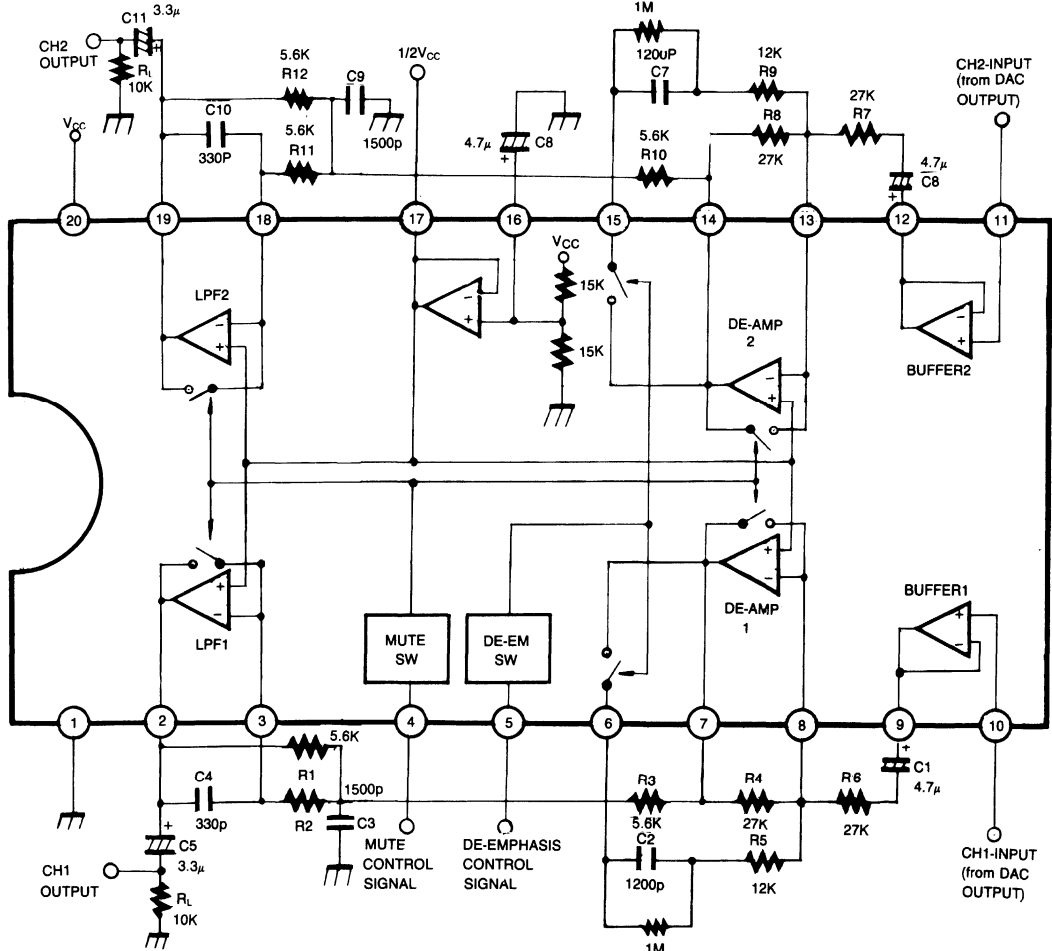 C11 3.3μ
CH2
OUTPUT
RL
10K
VCC
5.6K
R12
C9
1500p
C10
330P
5.6K
R11
1/2VCC
4.7μ
C8
1M
120uP
C7
12K
R9
5.6K
R10
R8
27K
27K
R7
4.7μ
C8
CH2-INPUT
(from DAC
OUTPUT)
20
19
18
17
16
15
14
13
12
11
LPF2
-
+
-
+
VCC
15K
15K
DE-AMP
2
-
+
-
+
BUFFER2
+
-
LPF1
MUTE
SW
DE-EM
SW
+
-
DE-AMP
1
BUFFER1
+
-
1
2
3
4
5
6
7
8
9
10
5.6K
R1
C4
330p
R2
1500p
C3
+
C5
3.3μ
CH1
OUTPUT
RL
10K
MUTE
CONTROL
SIGNAL
DE-EMPHASIS
CONTROL
SIGNAL
R3
5.6K
C2
1200p
1M
R4
27K
R5
12K
R6
27K
+
C1
4.7μ
CH1-INPUT
(from DAC
OUTPUT)